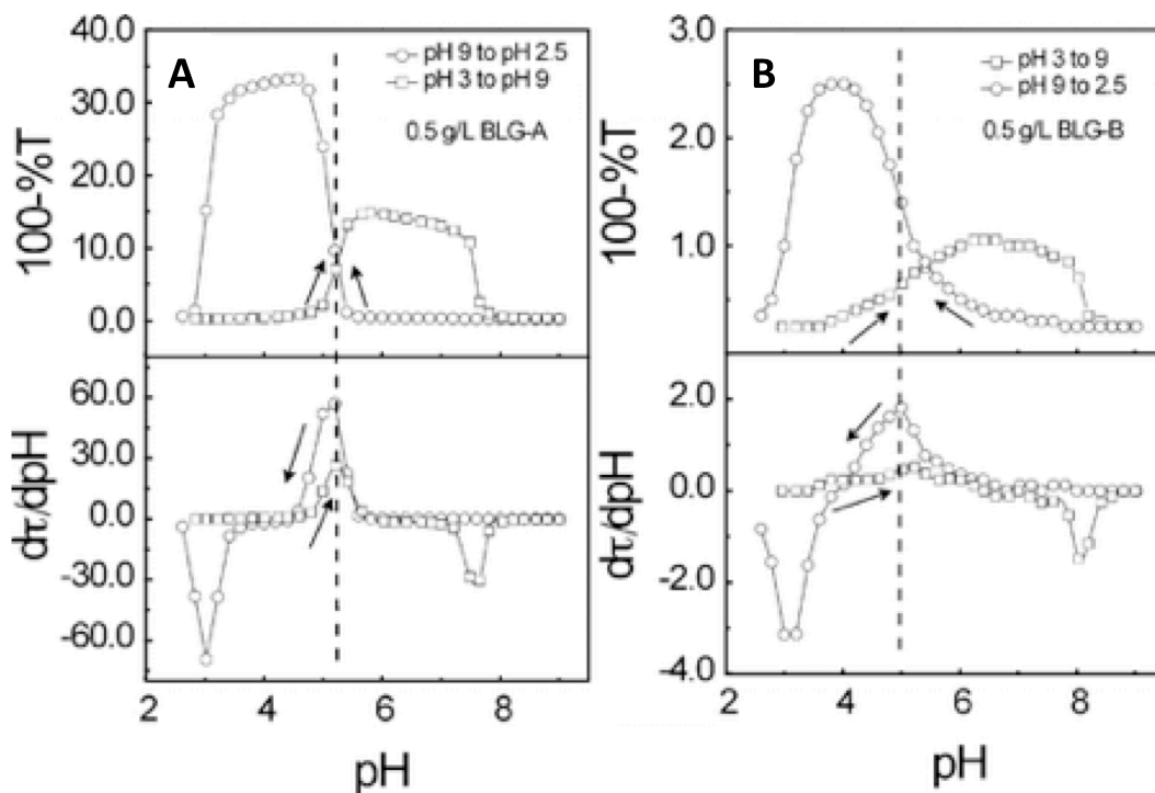 A
pH 9 to pH 2.5
pH 3 to pH 9
0.5 g/L BLG-A
100-%T
40.0
30.0
20.0
10.0
0.0
dτ/dpH
60.0
30.0
0.0
-30.0
-60.0
2 4 6 8
pH
B
pH 3 to 9
pH 9 to 2.5
0.5 g/L BLG-B
100-%T
3.0
2.5
2.0
1.0
dτ/dpH
2.0
0.0
-2.0
-4.0
2 4 6 8
pH